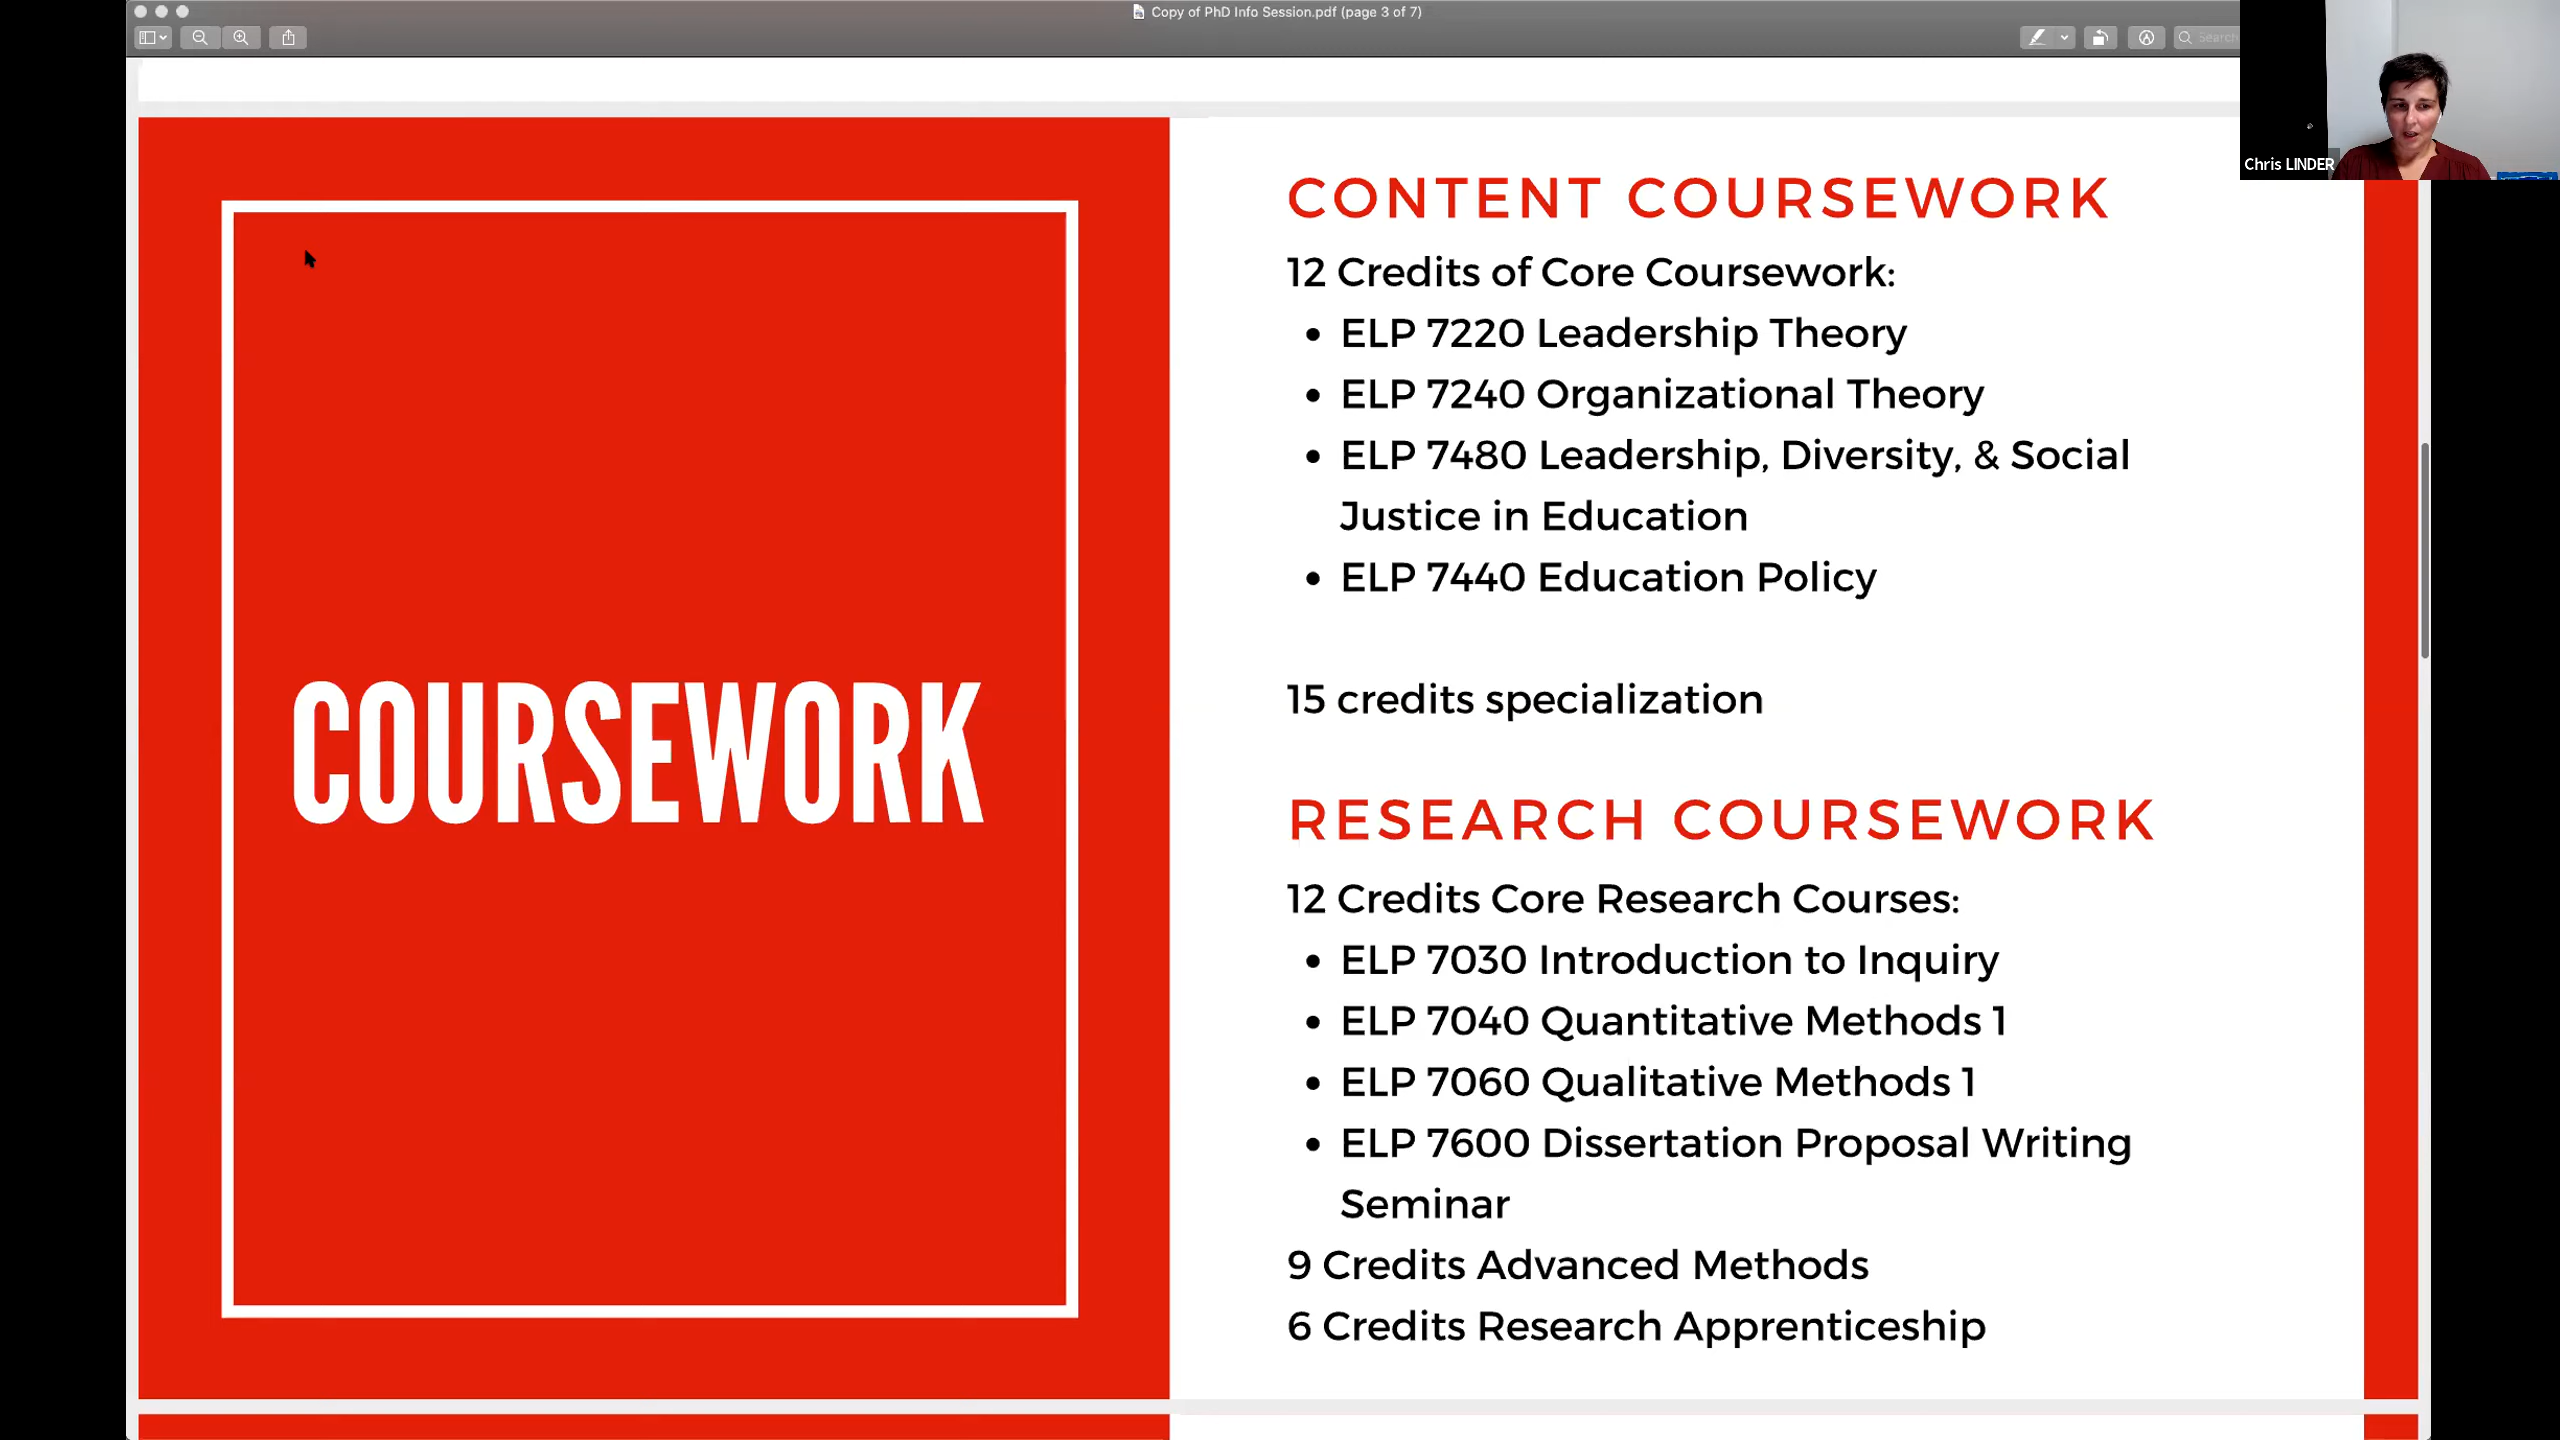 Copy of PhD Info Session.pdf (page 3 of 7)
Search
Chris LINDER
COURSEWORK
CONTENT COURSEWORK
12 Credits of Core Coursework:
• ELP 7220 Leadership Theory
• ELP 7240 Organizational Theory
• ELP 7480 Leadership, Diversity, & Social
Justice in Education
• ELP 7440 Education Policy
15 credits specialization
RESEARCH COURSEWORK
12 Credits Core Research Courses:
• ELP 7030 Introduction to Inquiry
• ELP 7040 Quantitative Methods 1
• ELP 7060 Qualitative Methods 1
• ELP 7600 Dissertation Proposal Writing
Seminar
9 Credits Advanced Methods
6 Credits Research Apprenticeship